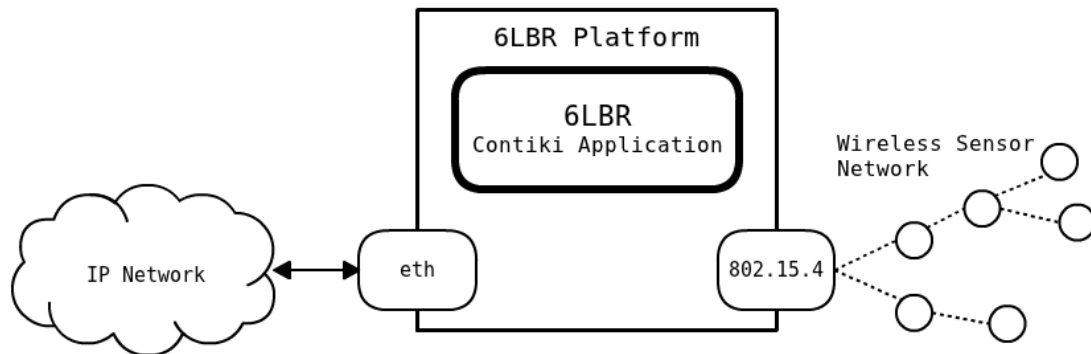 6LBR Platform
6LBR
Contiki Application
Wireless Sensor
Network
IP Network
eth
802.15.4